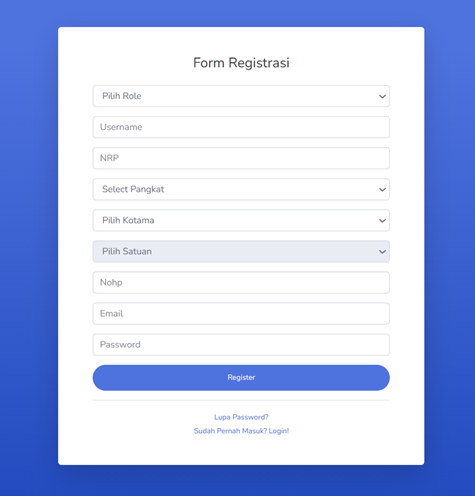 Form Registrasi
Pilih Role
Username
NRP
Select Pangkat
Pilih Kotama
Pilih Satuan
Nohp
Email
Password
Register
Lupa Password?
Sudah Pernah Masuk? Login!